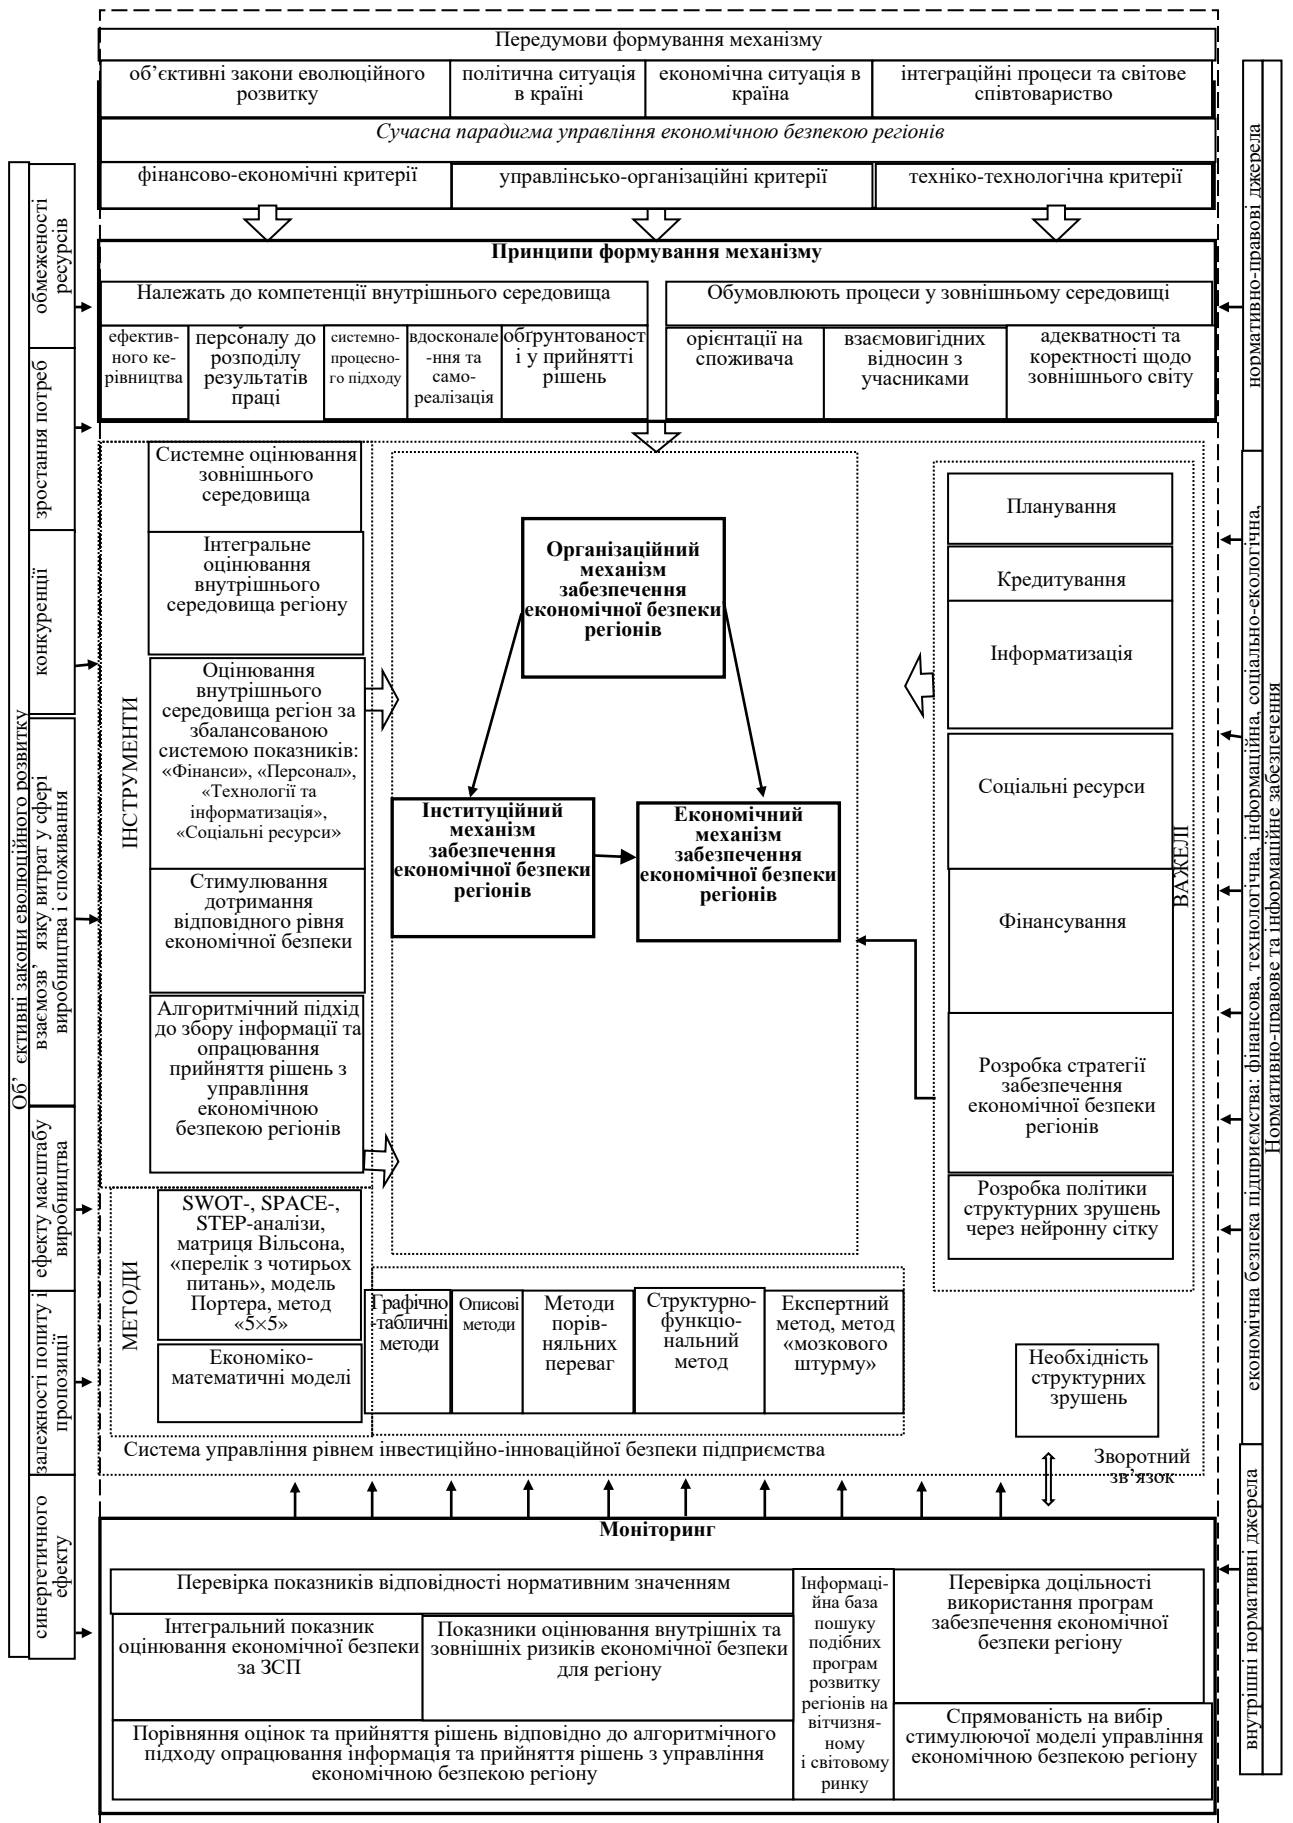 Передумови формування механізму
об’єктивні закони еволюційного
розвитку
політична ситуація
в країні
економічна ситуація в
країна
інтеграційні процеси та світове
співтовариство
Сучасна парадигма управління економічною безпекою регіонів
фінансово-економічні критерії
управлінсько-організаційні критерії
техніко-технологічна критерії
Принципи формування механізму
Належать до компетенції внутрішнього середовища
Обумовлюють процеси у зовнішньому середовищі
ефектив-
ного ке-
рівництва
персоналу до
розподілу
результатів
праці
системно-
процесно-
го підходу
вдосконале
-ння та
само-
реалізація
обґрунтованост
і у прийнятті
рішень
орієнтації на
споживача
взаємовигідних
відносин з
учасниками
адекватності та
коректності щодо
зовнішнього світу
Об’ єктивні закони еволюційного розвитку
обмеженості
ресурсів
зростання потреб
конкуренції
взаємозв’ язку витрат у сфері
виробництва і споживання
ефекту масштабу
виробництва
залежності попиту і
пропозиції
синергетичного
ефекту
ІНСТРУМЕНТИ
Системне оцінювання
зовнішнього
середовища
Інтегральне
оцінювання
внутрішнього
середовища регіону
Оцінювання
внутрішнього
середовища регіон за
збалансованою
системою показників:
«Фінанси», «Персонал»,
«Технології та
інформатизація»,
«Соціальні ресурси»
Стимулювання
дотримання
відповідного рівня
економічної безпеки
Алгоритмічний підхід
до збору інформації та
опрацювання
прийняття рішень з
управління
економічною
безпекою регіонів
Організаційний
механізм
забезпечення
економічної безпеки
регіонів
Інституційний
механізм
забезпечення
економічної безпеки
регіонів
Економічний
механізм
забезпечення
економічної безпеки
регіонів
ВАЖЕЛІ
Планування
Кредитування
Інформатизація
Соціальні ресурси
Фінансування
Розробка стратегії
забезпечення
економічної безпеки
регіонів
Розробка політики
структурних зрушень
через нейронну сітку
МЕТОДИ
SWOT-, SPACE-,
STEP-аналізи,
матриця Вільсона,
«перелік з чотирьох
питань», модель
Портера, метод
«5×5»
Економіко-
математичні моделі
Графічно
-табличні
методи
Описові
методи
Методи
порів-
няльних
переваг
Структурно-
функціо-
нальний
метод
Експертний
метод, метод
«мозкового
штурму»
Необхідність
структурних
зрушень
Система управління рівнем інвестиційно-інноваційної безпеки підприємства
Зворотний
зв’язок
нормативно-правові джерела
економічна безпека підприємства: фінансова, технологічна, інформаційна, соціально-екологічна,
внутрішні нормативні джерела
Нормативно-правове та інформаційне забезпечення
Моніторинг
Перевірка показників відповідності нормативним значенням
Інтегральний показник
оцінювання економічної безпеки
за ЗСП
Показники оцінювання внутрішніх та
зовнішніх ризиків економічної безпеки
для регіону
Порівняння оцінок та прийняття рішень відповідно до алгоритмічного
підходу опрацювання інформація та прийняття рішень з управління
економічною безпекою регіону
Інформаці-
йна база
пошуку
подібних
програм
розвитку
регіонів на
вітчизня-
ному
і світовому
ринку
Перевірка доцільності
використання програм
забезпечення економічної
безпеки регіону
Спрямованість на вибір
стимулюючої моделі управління
економічною безпекою регіону